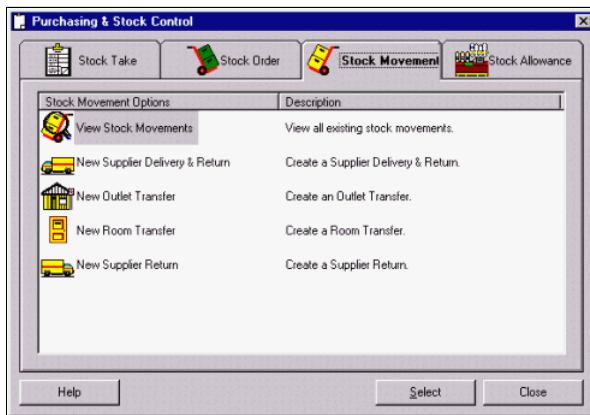 Purchasing & Stock Control
Stock Take
Stock Order
Stock Movement
Stock Allowance
Stock Movement Options Description
View Stock Movements View all existing stock movements.
New Supplier Delivery & Return Create a Supplier Delivery & Return.
New Outlet Transfer Create an Outlet Transfer.
New Room Transfer Create a Room Transfer.
New Supplier Return Create a Supplier Return.
Help Select Close